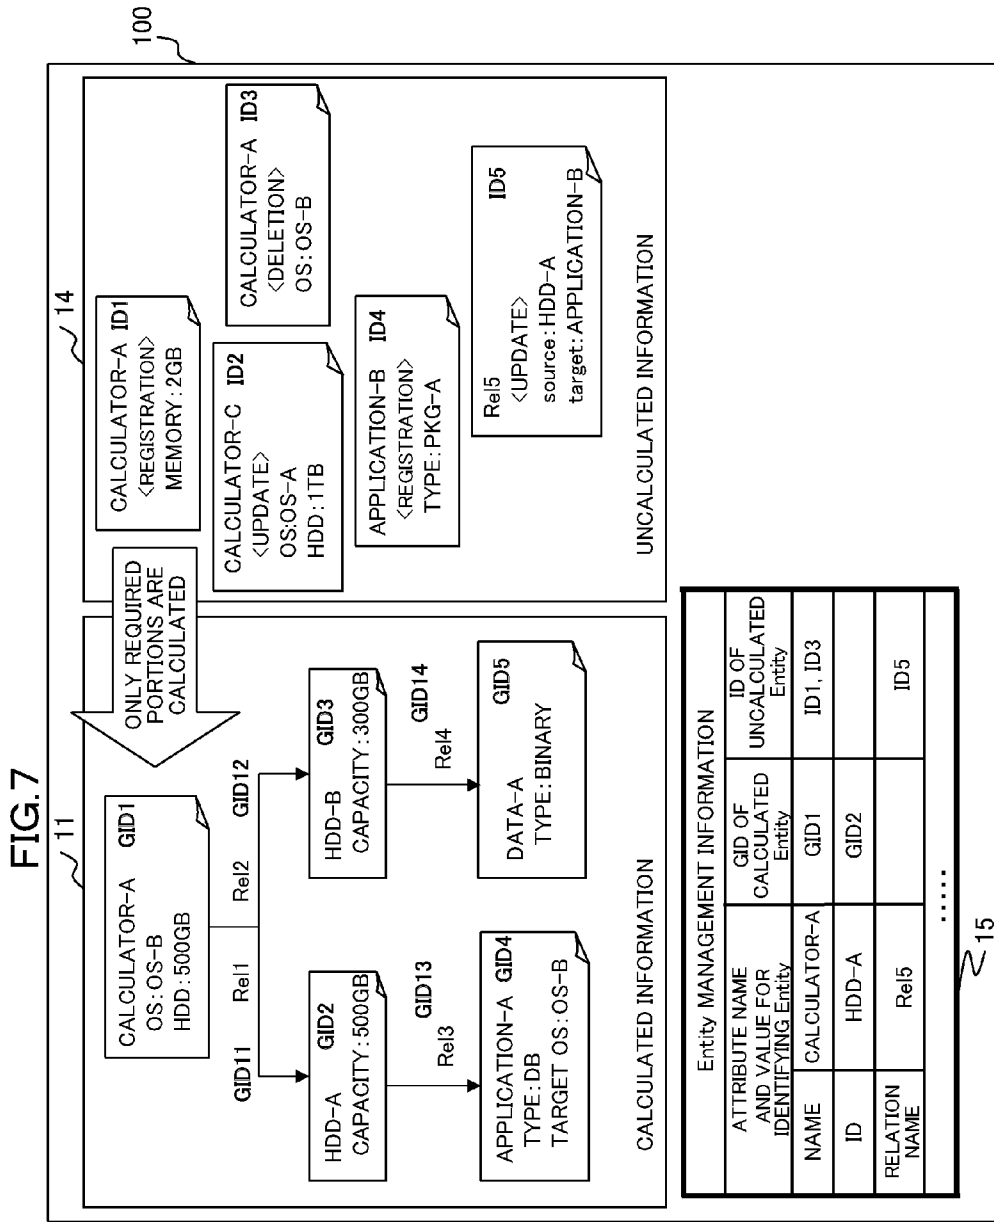 FIG.7
100
11
CALCULATOR-A GID1
OS:OS-B
HDD:500GB
Rel1
Rel2
GID11
GID12
GID2
HDD-A
CAPACITY:500GB
GID3
HDD-B
CAPACITY:300GB
GID13
Rel3
GID14
Rel4
APPLICATION-A GID4
TYPE:DB
TARGET OS:OS-B
GID5
DATA-A
TYPE:BINARY
CALCULATED INFORMATION
ONLY REQUIRED
PORTIONS ARE
CALCULATED
14
CALCULATOR-A ID1
<REGISTRATION>
MEMORY:2GB
ID2
CALCULATOR-C
<UPDATE>
OS:OS-A
HDD:1TB
CALCULATOR-A ID3
<DELETION>
OS:OS-B
APPLICATION-B ID4
<REGISTRATION>
TYPE:PKG-A
Rel5 ID5
<UPDATE>
source:HDD-A
target:APPLICATION-B
UNCALCULATED INFORMATION
Entity MANAGEMENT INFORMATION
ATTRIBUTE NAME
AND VALUE FOR
IDENTIFYING Entity
GID OF
CALCULATED
Entity
ID OF
UNCALCULATED
Entity
NAME CALCULATOR-A GID1 ID1, ID3
ID HDD-A GID2
RELATION
NAME
Rel5 ID5
.....
15